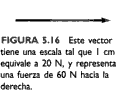 FIGURA 5.16 Este vector
tiene una escala tal que 1 cm
equivale a 20 N, y representa
una fuerza de 60 N hacia la
derecha.